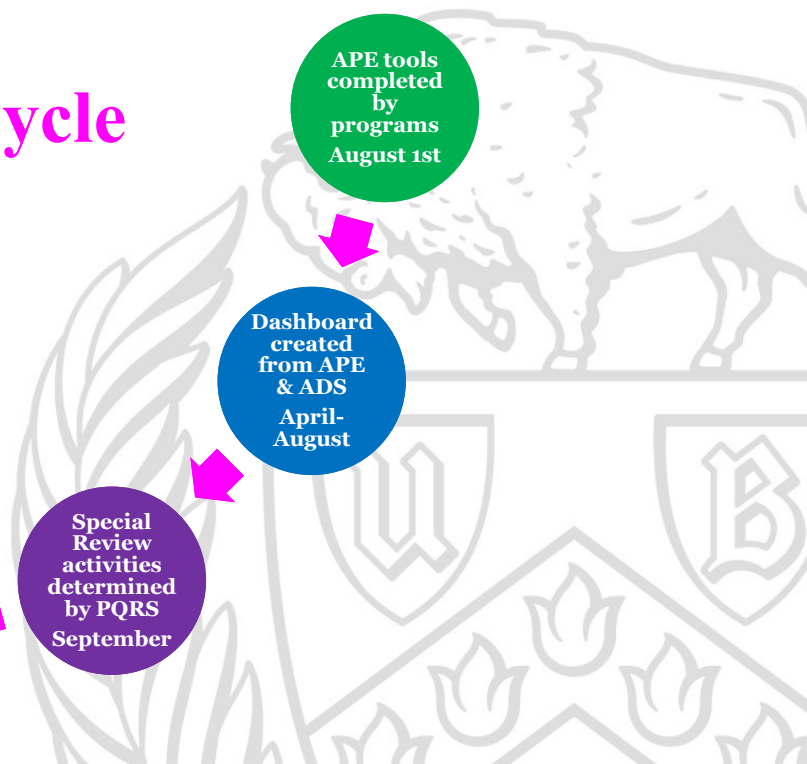 ycle
APE tools
completed
by
programs
August 1st
Dashboard
created
from APE
& ADS
April-
August
U B
Special
Review
activities
determined
by PQRS
September